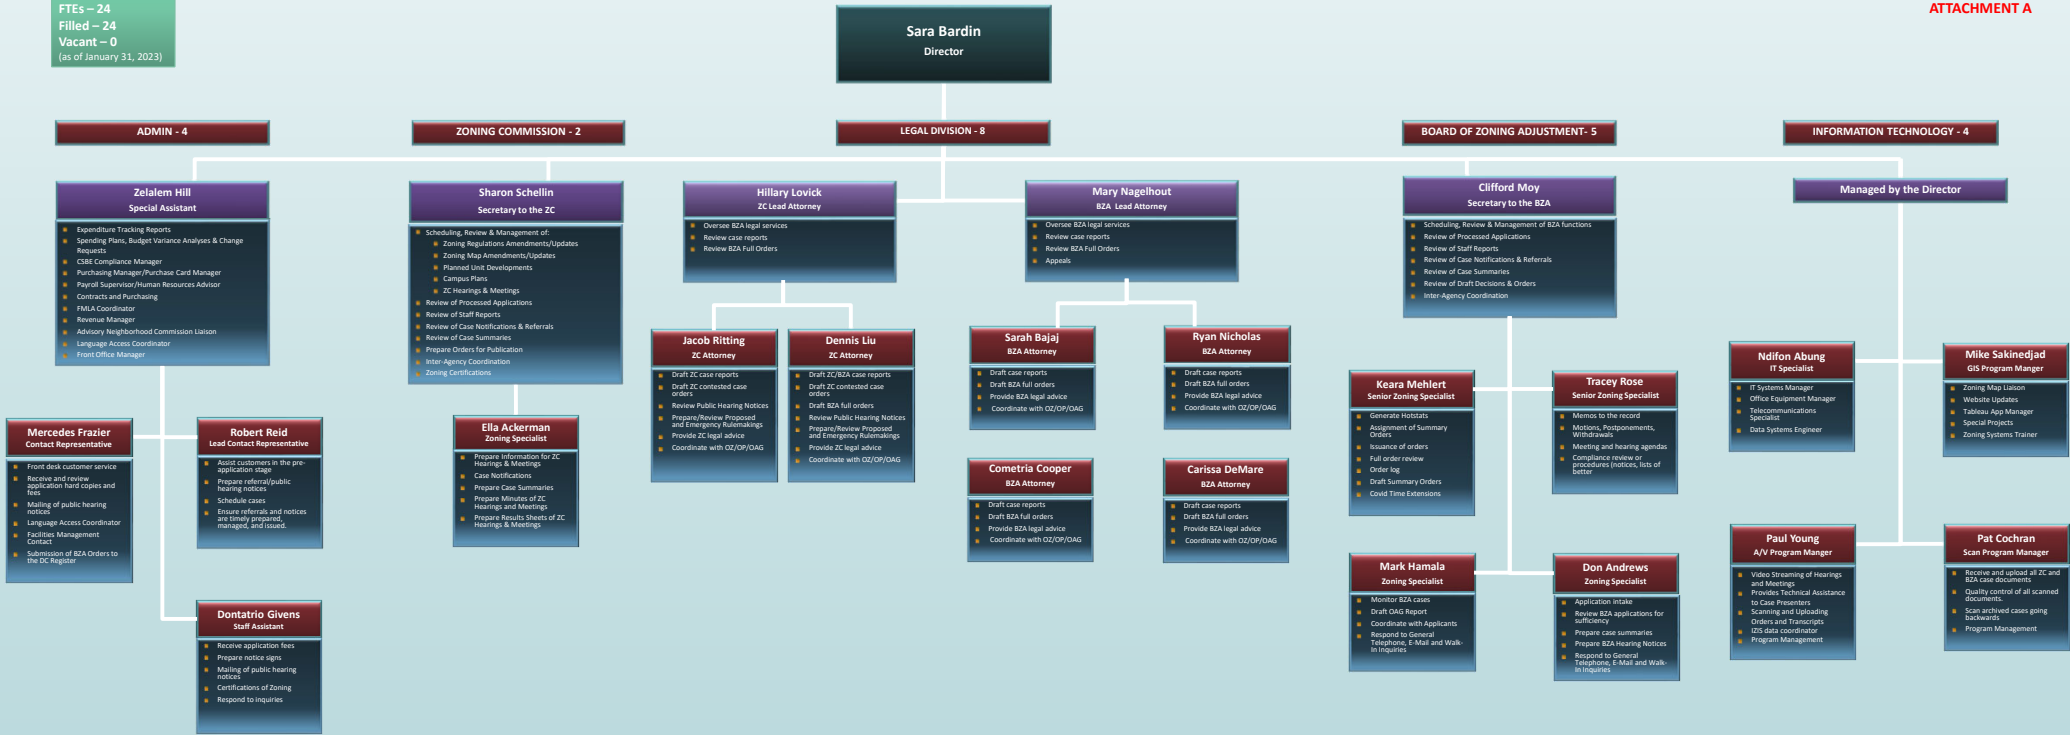 FTEs – 24
Filled – 24
Vacant – 0
(as of January 31, 2023)
ATTACHMENT A
Sara Bardin
Director
ADMIN - 4
ZONING COMMISSION - 2
LEGAL DIVISION - 8
BOARD OF ZONING ADJUSTMENT- 5
INFORMATION TECHNOLOGY - 4
Zelalem Hill
Special Assistant
Expenditure Tracking Reports
Spending Plans, Budget Variance Analyses & Change
Requests
CSBE Compliance Manager
Purchasing Manager/Purchase Card Manager
Payroll Supervisor/Human Resources Advisor
Contracts and Purchasing
FMLA Coordinator
Revenue Manager
Advisory Neighborhood Commission Liaison
Language Access Coordinator
Front Office Manager
Mercedes Frazier
Contact Representative
Front desk customer service
Receive and review
application hard copies and
fees
Mailing of public hearing
notices
Language Access Coordinator
Facilities Management
Contact
Submission of BZA Orders to
the DC Register
Robert Reid
Lead Contact Representative
Assist customers in the pre-
application stage
Prepare referral/public
hearing notices
Schedule cases
Ensure referrals and notices
are timely prepared,
managed, and issued.
Dontatrio Givens
Staff Assistant
Receive application fees
Prepare notice signs
Mailing of public hearing
notices
Certifications of Zoning
Respond to inquiries
Sharon Schellin
Secretary to the ZC
Scheduling, Review & Management of:
Zoning Regulations Amendments/Updates
Zoning Map Amendments/Updates
Planned Unit Developments
Campus Plans
ZC Hearings & Meetings
Review of Processed Applications
Review of Staff Reports
Review of Case Notifications & Referrals
Review of Case Summaries
Prepare Orders for Publication
Inter-Agency Coordination
Zoning Certifications
Ella Ackerman
Zoning Specialist
Prepare Information for ZC
Hearings & Meetings
Case Notifications
Prepare Case Summaries
Prepare Minutes of ZC
Hearings and Meetings
Prepare Results Sheets of ZC
Hearings & Meetings
Hillary Lovick
ZC Lead Attorney
Oversee BZA legal services
Review case reports
Review BZA Full Orders
Jacob Ritting
ZC Attorney
Draft ZC case reports
Draft ZC contested case
orders
Review Public Hearing Notices
Prepare/Review Proposed
and Emergency Rulemakings
Provide ZC legal advice
Coordinate with OZ/OP/OAG
Dennis Liu
ZC Attorney
Draft ZC/BZA case reports
Draft ZC contested case
orders
Draft BZA full orders
Review Public Hearing Notices
Prepare/Review Proposed
and Emergency Rulemakings
Provide ZC legal advice
Coordinate with OZ/OP/OAG
Mary Nagelhout
BZA Lead Attorney
Oversee BZA legal services
Review case reports
Review BZA Full Orders
Appeals
Sarah Bajaj
BZA Attorney
Draft case reports
Draft BZA full orders
Provide BZA legal advice
Coordinate with OZ/OP/OAG
Ryan Nicholas
BZA Attorney
Draft case reports
Draft BZA full orders
Provide BZA legal advice
Coordinate with OZ/OP/OAG
Cometria Cooper
BZA Attorney
Draft case reports
Draft BZA full orders
Provide BZA legal advice
Coordinate with OZ/OP/OAG
Carissa DeMare
BZA Attorney
Draft case reports
Draft BZA full orders
Provide BZA legal advice
Coordinate with OZ/OP/OAG
Clifford Moy
Secretary to the BZA
Scheduling, Review & Management of BZA functions
Review of Processed Applications
Review of Staff Reports
Review of Case Notifications & Referrals
Review of Case Summaries
Review of Draft Decisions & Orders
Inter-Agency Coordination
Keara Mehlert
Senior Zoning Specialist
Generate Hotstats
Assignment of Summary
Orders
Issuance of orders
Full order review
Order log
Draft Summary Orders
Covid Time Extensions
Tracey Rose
Senior Zoning Specialist
Memos to the record
Motions, Postponements,
Withdrawals
Meeting and hearing agendas
Compliance review or
procedures (notices, lists of
better
Mark Hamala
Zoning Specialist
Monitor BZA cases
Draft OAG Report
Coordinate with Applicants
Respond to General
Telephone, E-Mail and Walk-
In Inquiries
Don Andrews
Zoning Specialist
Application intake
Review BZA applications for
sufficiency
Prepare case summaries
Prepare BZA Hearing Notices
Respond to General
Telephone, E-Mail and Walk-
In Inquiries
Managed by the Director
Ndifon Abung
IT Specialist
IT Systems Manager
Office Equipment Manager
Telecommunications
Specialist
Data Systems Engineer
Mike Sakinedjad
GIS Program Manger
Zoning Map Liaison
Website Updates
Tableau App Manager
Special Projects
Zoning Systems Trainer
Paul Young
A/V Program Manger
Video Streaming of Hearings
and Meetings
Provides Technical Assistance
to Case Presenters
Scanning and Uploading
Orders and Transcripts
IZIS data coordinator
Program Management
Pat Cochran
Scan Program Manager
Receive and upload all ZC and
BZA case documents
Quality control of all scanned
documents.
Scan archived cases going
backwards
Program Management